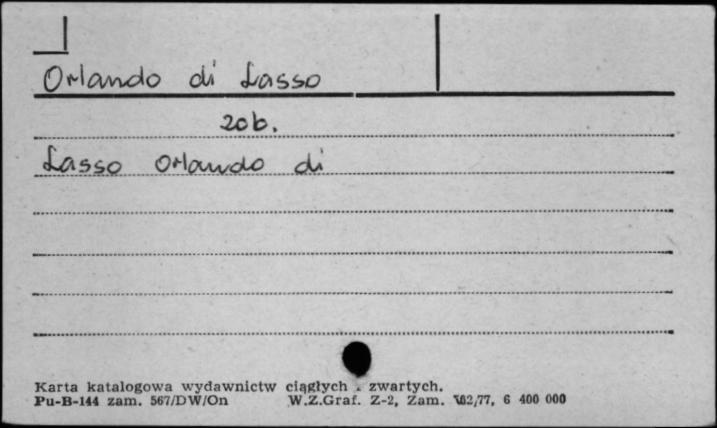 Orlando di Lasso
zob.
Lasso Orlando di
Karta katalogowa wydawnictw ciągłych i zwartych.
Pu-B-144 zam. 567/DW/On W.Z.Graf. Z-2, Zam. 102/77, 6 400 000